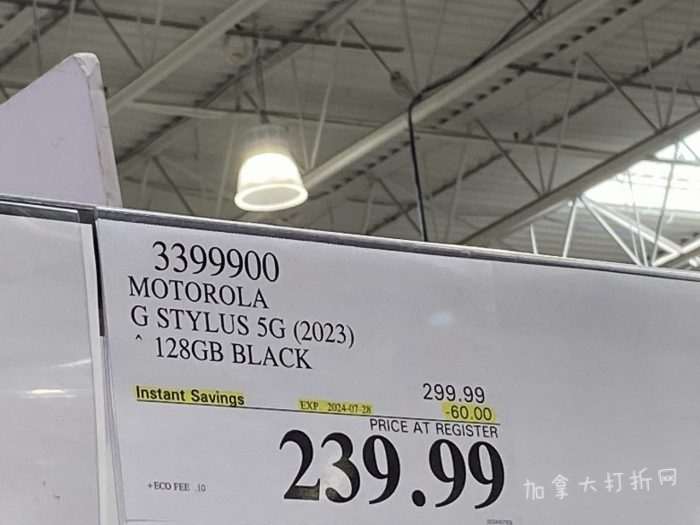 3399900
MOTOROLA
G STYLUS 5G (2023)
^ 128GB BLACK
299.99
Instant Savings EXP. 2024-07-28 -60.00
PRICE AT REGISTER
239.99
+ECO FEE .10
加拿大打折网